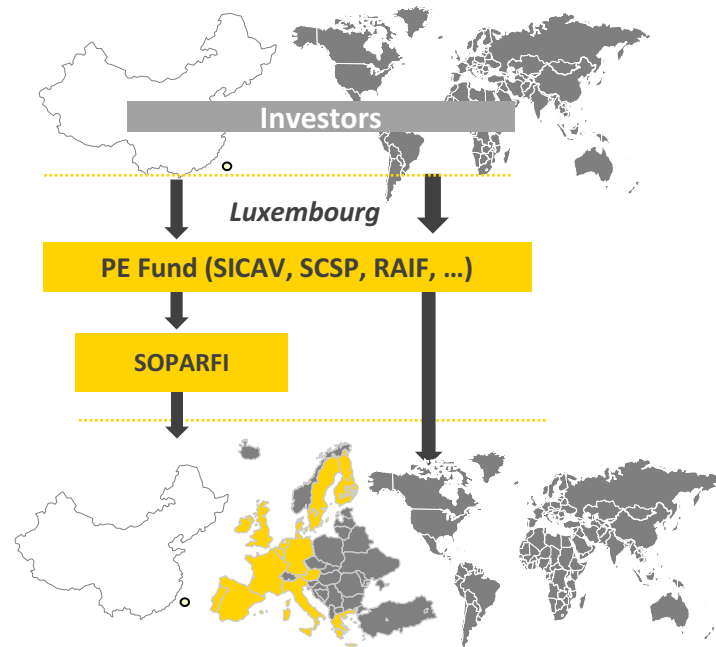 Investors
Luxembourg
PE Fund (SICAV, SCSP, RAIF, …)
SOPARFI